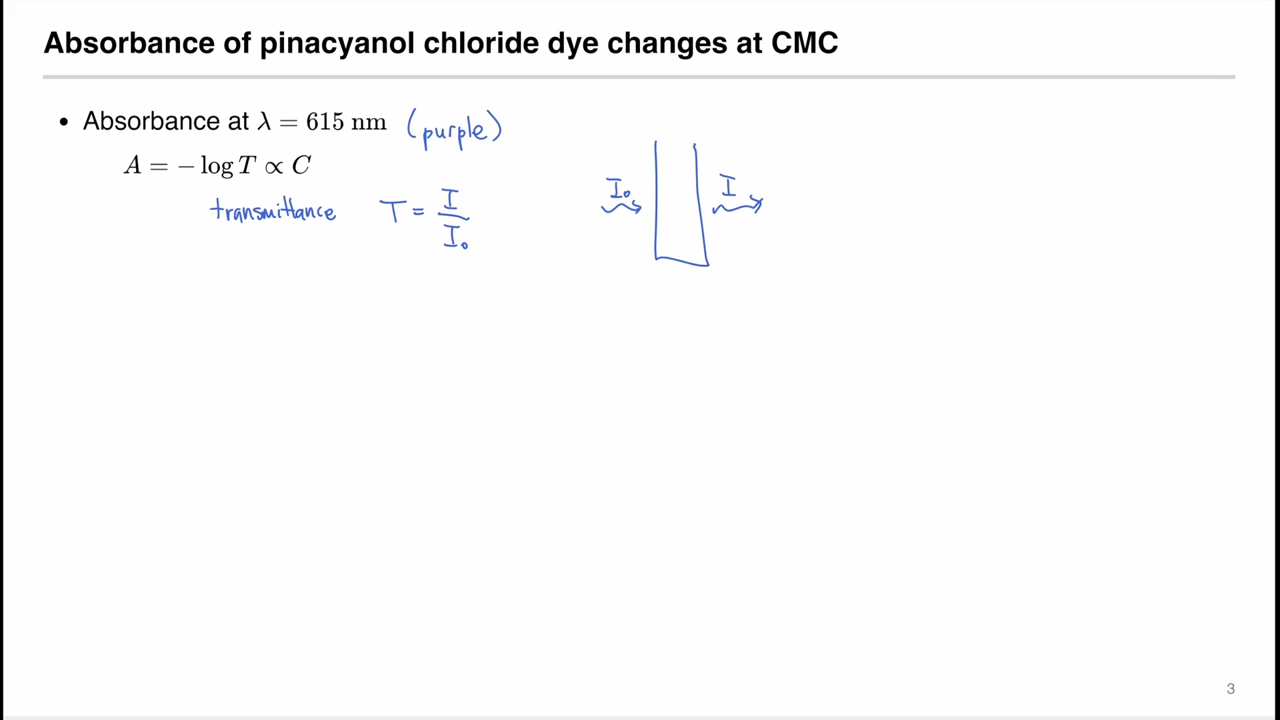 Absorbance of pinacyanol chloride dye changes at CMC
• Absorbance at λ = 615 nm (purple)
A = − log T ∝ C
transmittance T = I / I₀
I₀ I
3